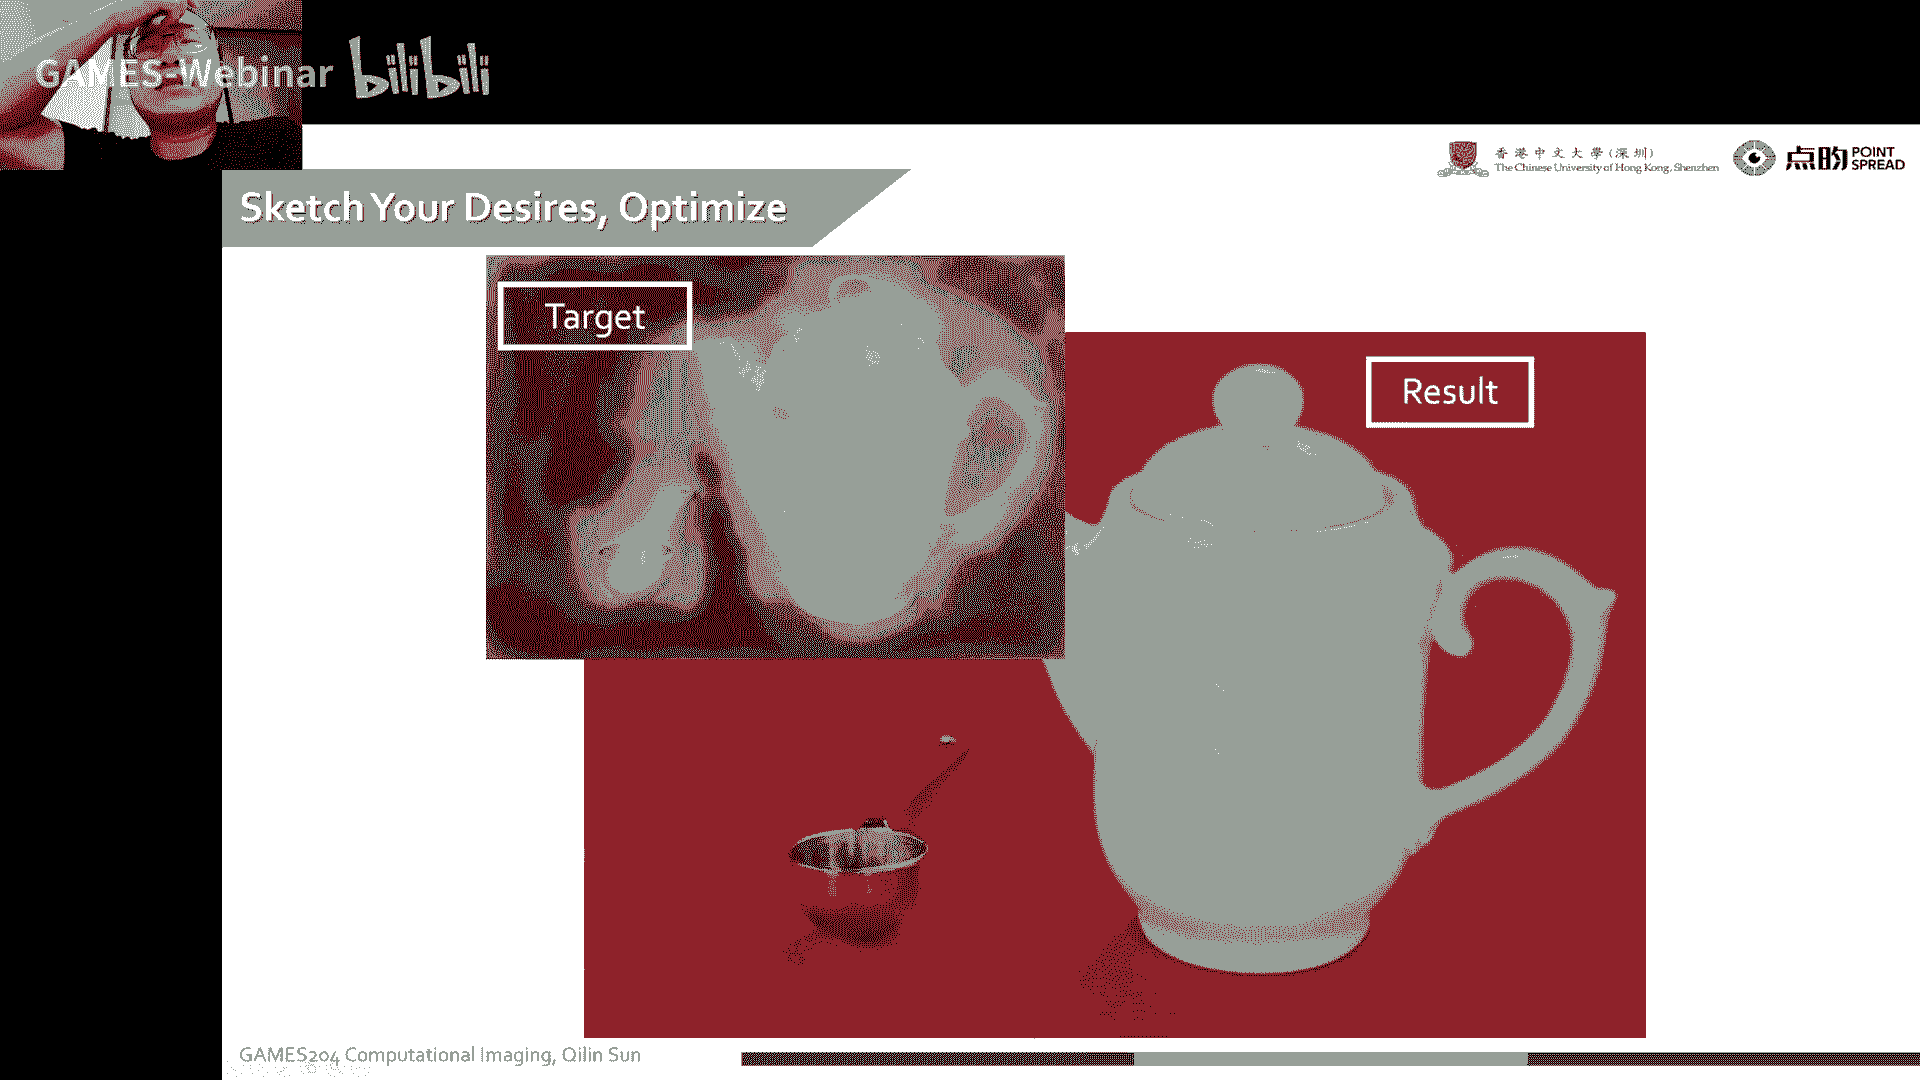 GAMES-Webinar bilibili
香港中文大學(深圳)
The Chinese University of Hong Kong, Shenzhen
点昀 POINT
SPREAD
Sketch Your Desires, Optimize
Target
Result
GAMES204 Computational Imaging, Qilin Sun